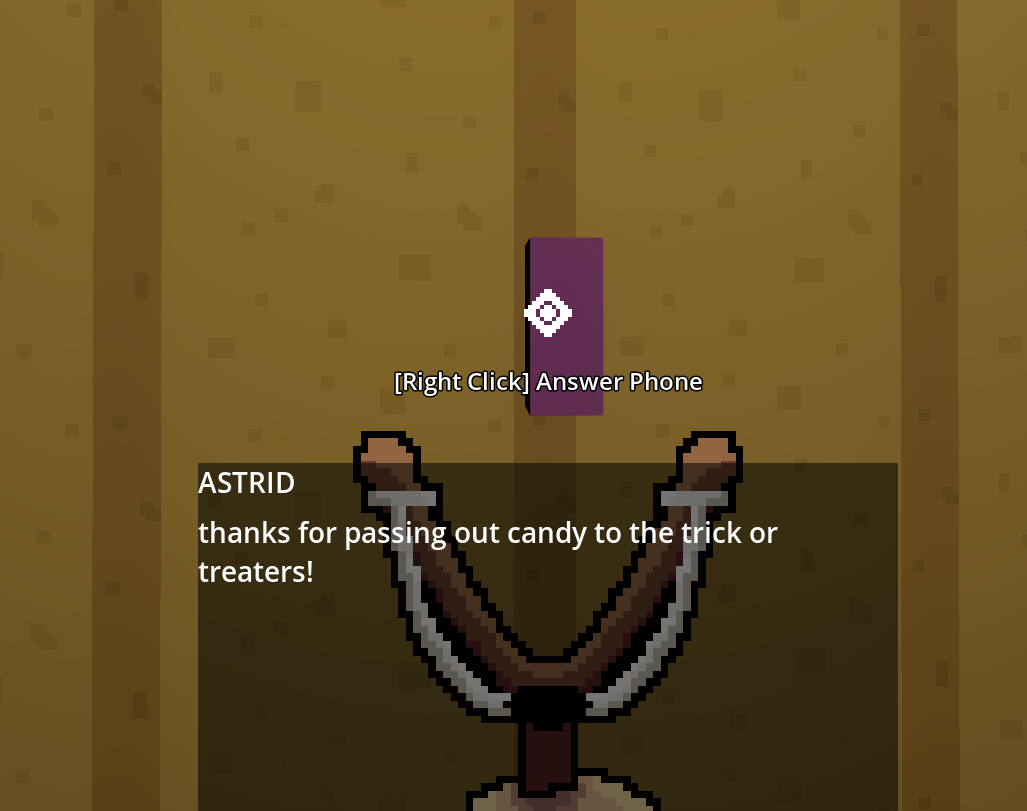 [Right Click] Answer Phone
ASTRID
thanks for passing out candy to the trick or
treaters!